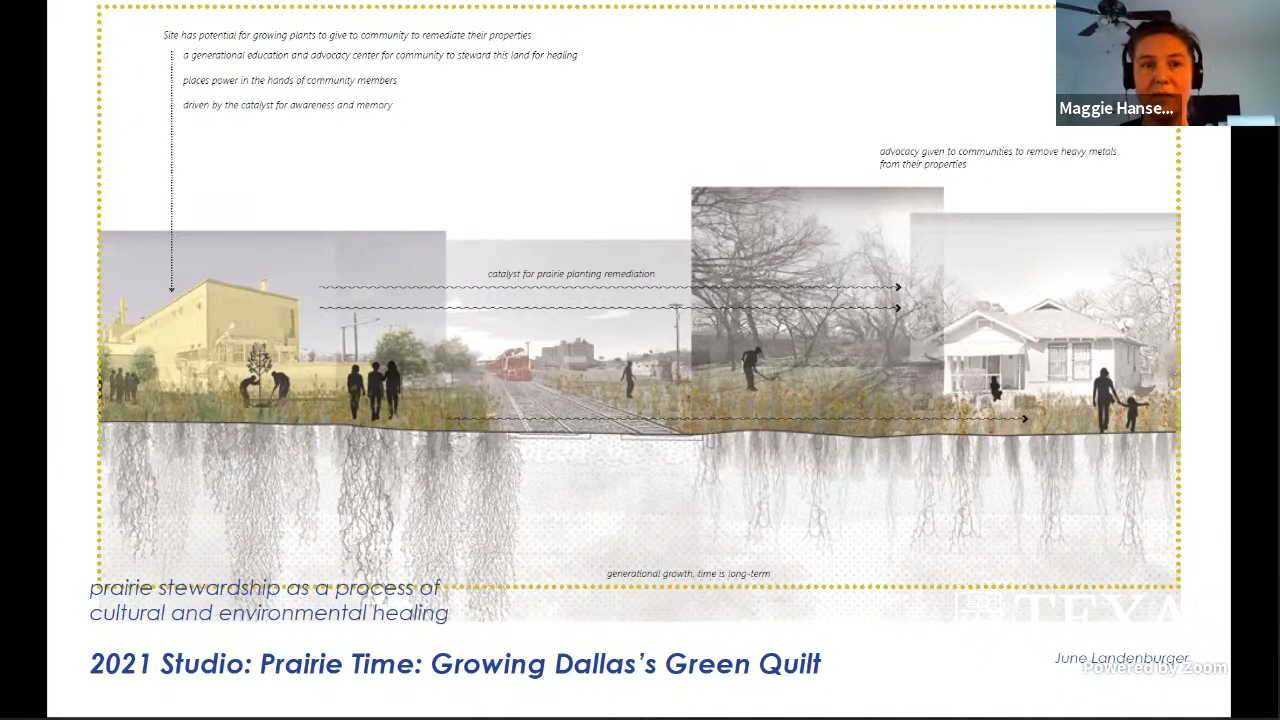 Site has potential for growing plants to give to community to remediate their properties
a generational education and advocacy center for community to steward this land for healing
places power in the hands of community members
driven by the catalyst for awareness and memory
Maggie Hanse...
advocacy given to communities to remove heavy metals
from their properties
catalyst for prairie planting remediation
generational growth, time is long-term
prairie stewardship as a process of
cultural and environmental healing
TEXA
2021 Studio: Prairie Time: Growing Dallas's Green Quilt
June Landenburger
Powered by Zoom